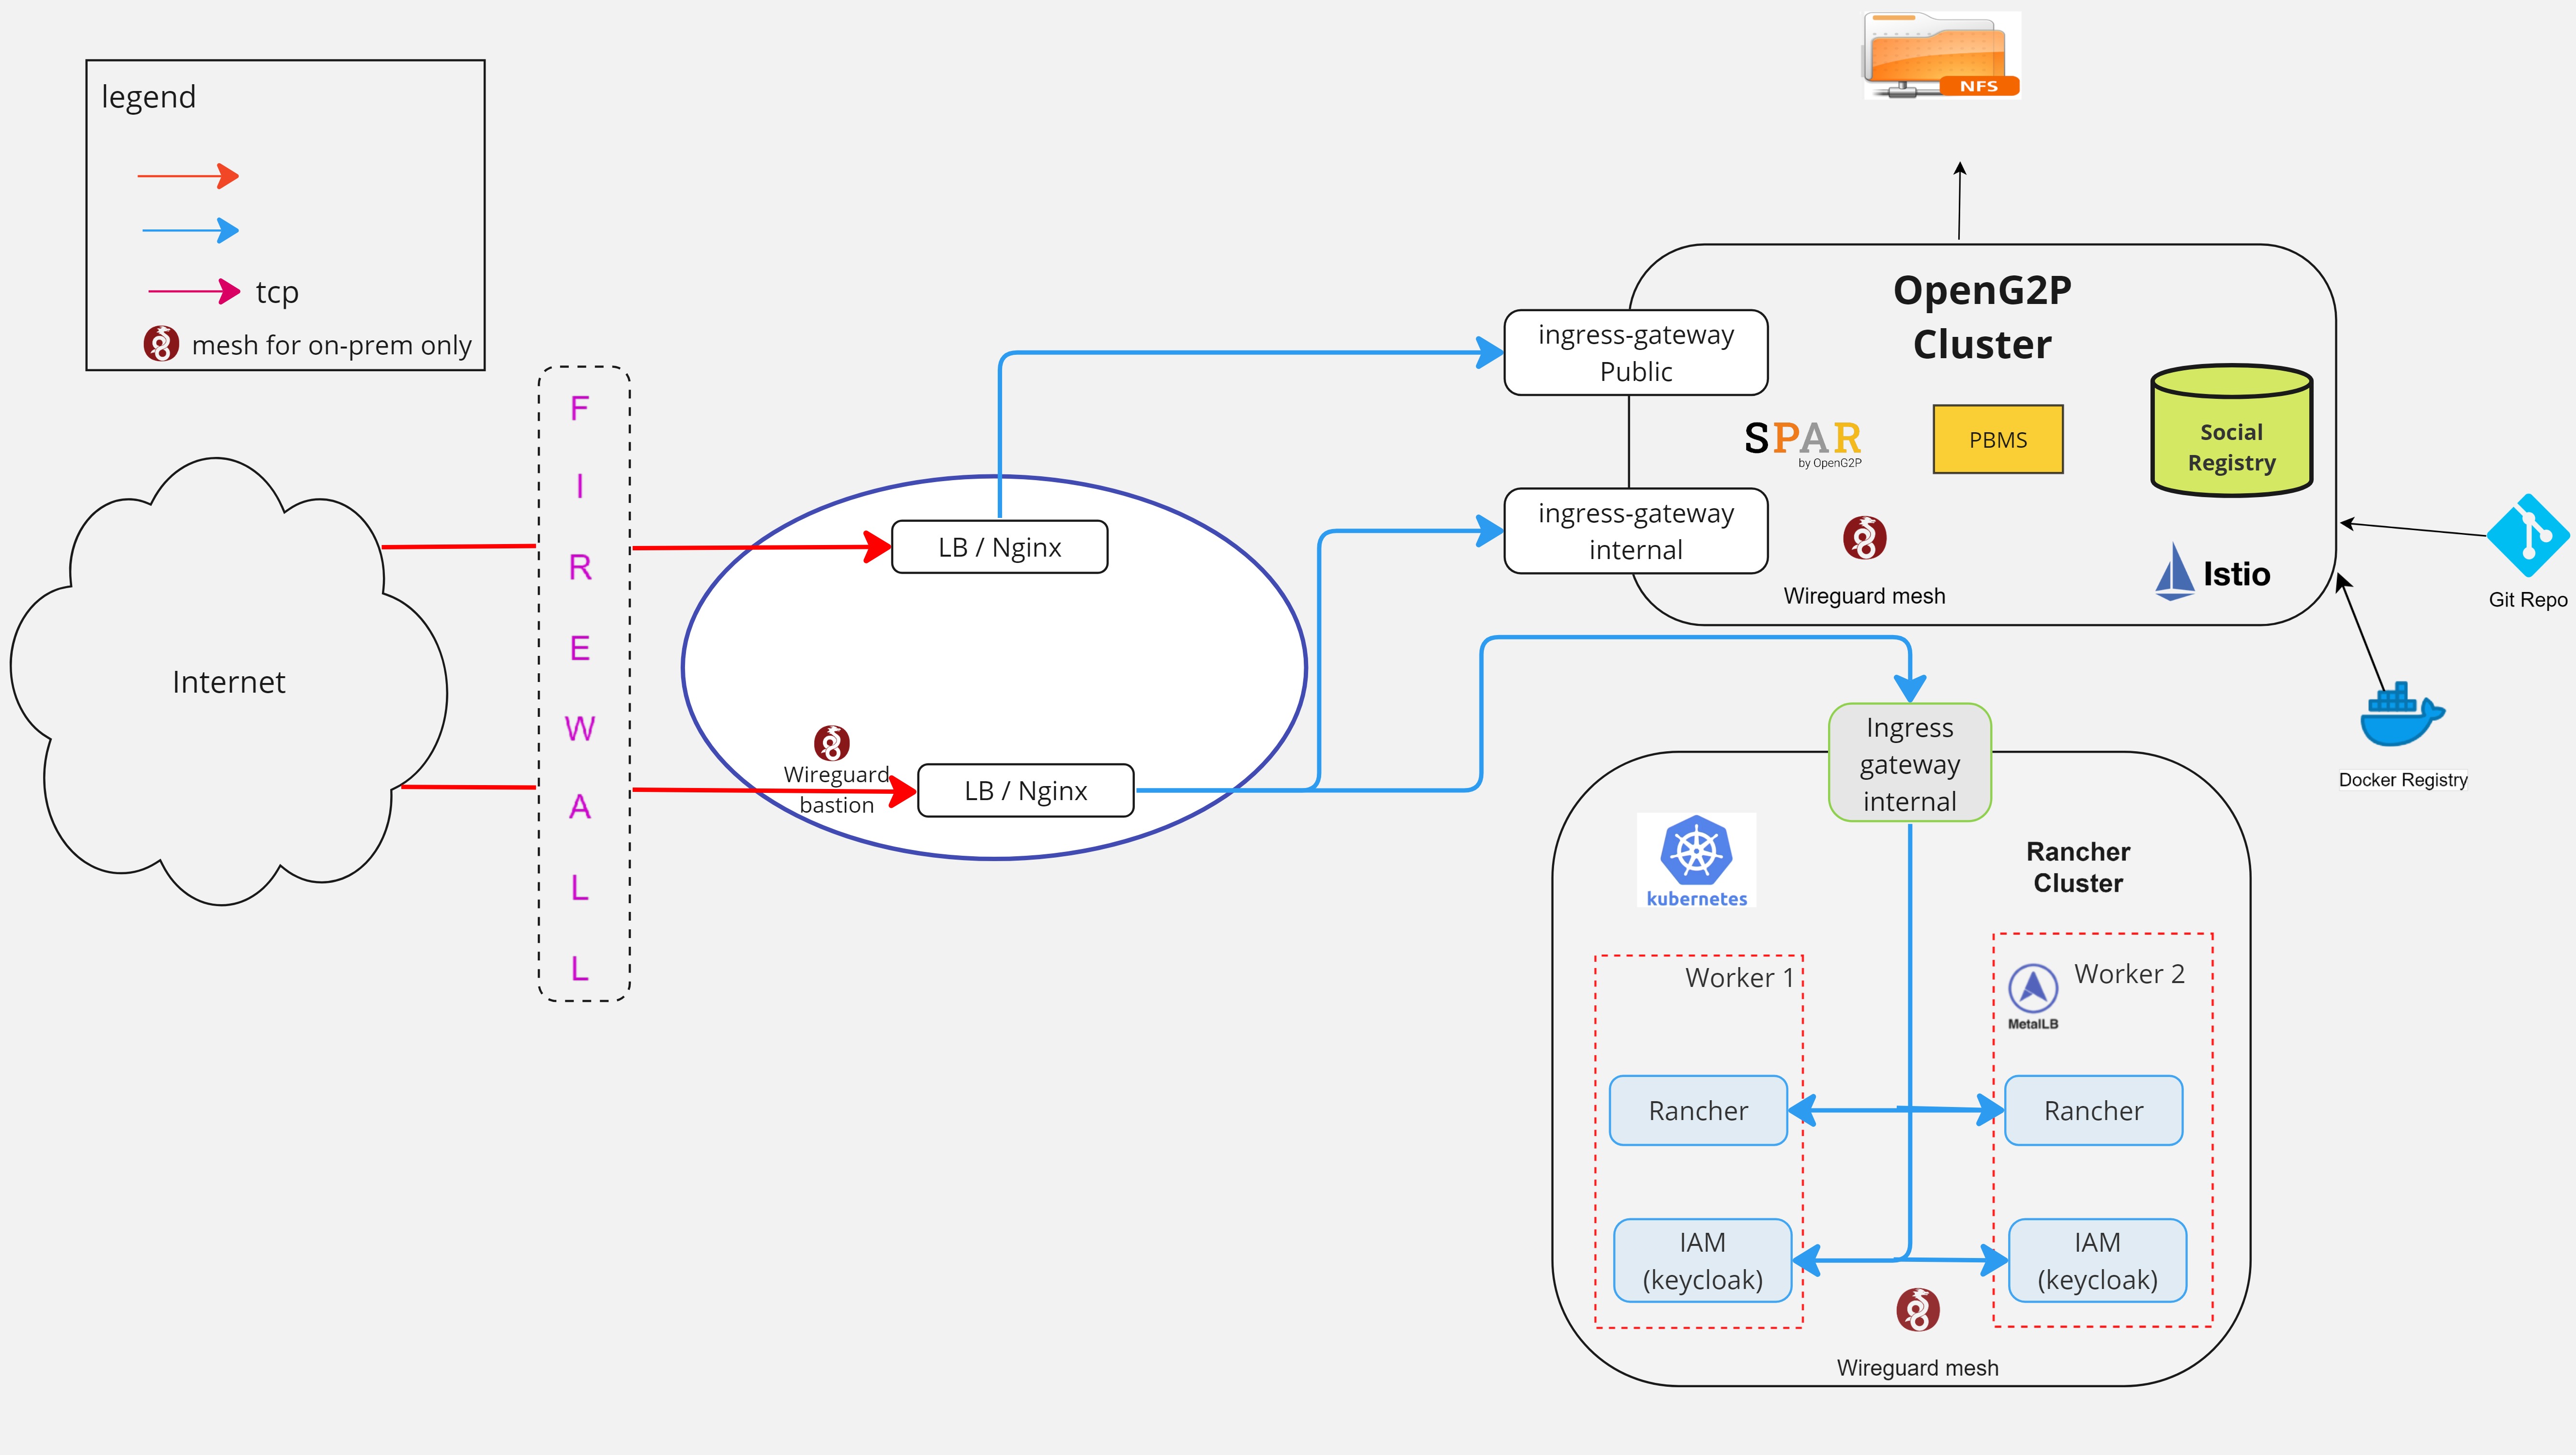 legend
tcp
mesh for on-prem only
Internet
F
I
R
E
W
A
L
L
LB / Nginx
Wireguard
bastion
LB / Nginx
NFS
OpenG2P
Cluster
ingress-gateway
Public
ingress-gateway
internal
SPAR
by OpenG2P
PBMS
Social
Registry
Wireguard mesh
Istio
Git Repo
Docker Registry
Ingress
gateway
internal
kubernetes
Rancher
Cluster
Worker 1
Worker 2
MetalLB
Rancher
Rancher
IAM
(keycloak)
IAM
(keycloak)
Wireguard mesh